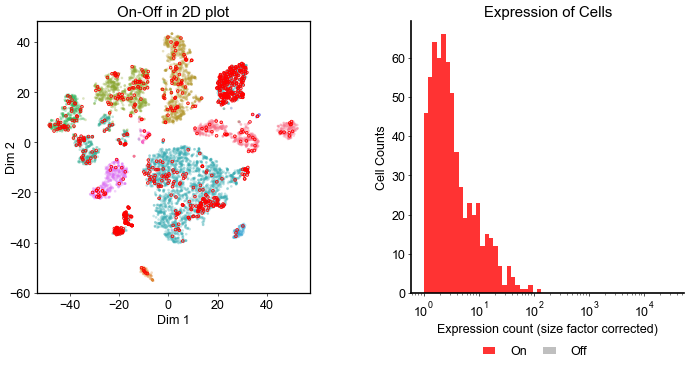 On-Off in 2D plot
Dim 2
40
20
0
−20
−40
−60
−40 −20 0 20 40
Dim 1
Expression of Cells
Cell Counts
60
50
40
30
20
10
0
10^0 10^1 10^2 10^3 10^4
Expression count (size factor corrected)
On Off